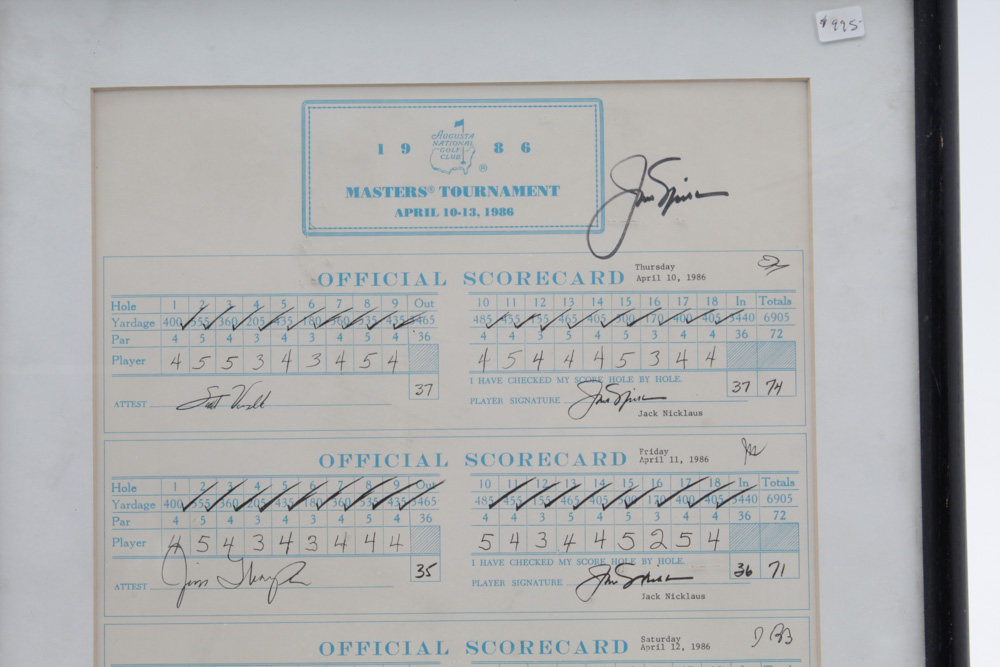 $495-
1 9 8 6
AUGUSTA
NATIONAL
GOLF
CLUB
®
MASTERS® TOURNAMENT
APRIL 10-13, 1986
OFFICIAL SCORECARD
Thursday
April 10, 1986
Hole 1 2 3 4 5 6 7 8 9 Out
Yardage 400 555 360 205 435 180 360 535 435 3465
Par 4 5 4 3 4 3 4 5 4 36
Player 4 5 5 3 4 3 4 5 4
37
ATTEST
10 11 12 13 14 15 16 17 18 In Totals
485 455 155 465 405 500 170 400 405 3440 6905
4 4 3 5 4 5 3 4 4 36 72
4 5 4 4 4 5 3 4 4
I HAVE CHECKED MY SCORE HOLE BY HOLE.
37 74
PLAYER SIGNATURE
Jack Nicklaus
OFFICIAL SCORECARD
Friday
April 11, 1986
Hole 1 2 3 4 5 6 7 8 9 Out
Yardage 400 555 360 205 435 180 360 535 435 3465
Par 4 5 4 3 4 3 4 5 4 36
Player 4 5 4 3 4 3 4 4 4
35
ATTEST Jim
10 11 12 13 14 15 16 17 18 In Totals
485 455 155 465 405 500 170 400 405 3440 6905
4 4 3 5 4 5 3 4 4 36 72
5 4 3 4 4 5 2 5 4
I HAVE CHECKED MY SCORE HOLE BY HOLE.
36 71
PLAYER SIGNATURE
Jack Nicklaus
OFFICIAL SCORECARD
Saturday
April 12, 1986